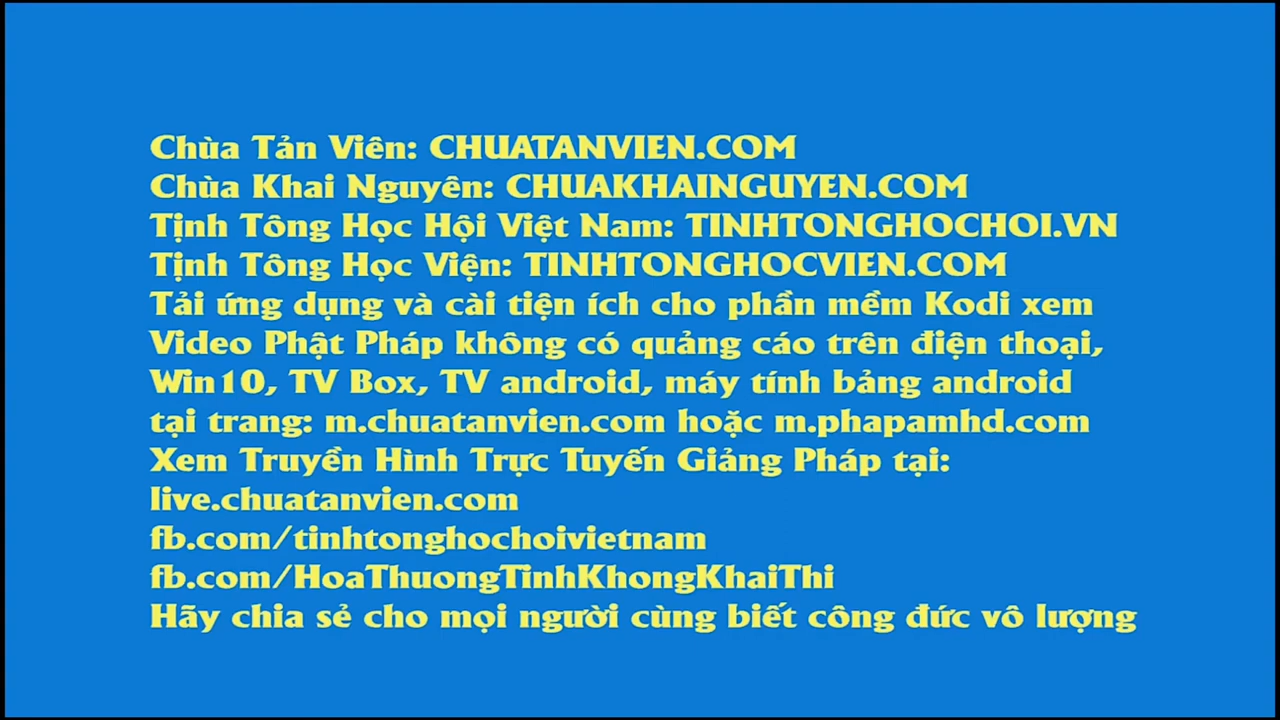 Chùa Tản Viên: CHUATANVIEN.COM
Chùa Khai Nguyên: CHUAKHAINGUYEN.COM
Tịnh Tông Học Hội Việt Nam: TINHTONGHOCHOI.VN
Tịnh Tông Học Viện: TINHTONGHOCVIEN.COM
Tải ứng dụng và cài tiện ích cho phần mềm Kodi xem
Video Phật Pháp không có quảng cáo trên điện thoại,
Win10, TV Box, TV android, máy tính bảng android
tại trang: m.chuatanvien.com hoặc m.phapamhd.com
Xem Truyền Hình Trực Tuyến Giảng Pháp tại:
live.chuatanvien.com
fb.com/tinhtonghochoivietnam
fb.com/HoaThuongTinhKhongKhaiThi
Hãy chia sẻ cho mọi người cùng biết công đức vô lượng